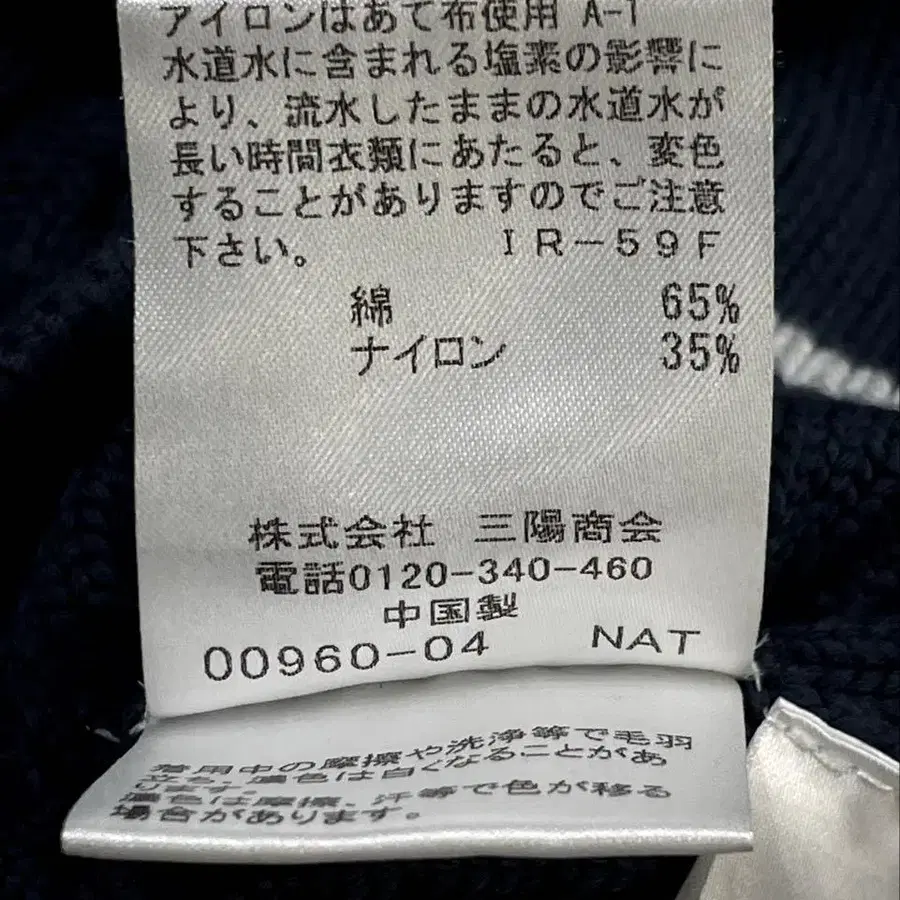 アイロンはあて布使用 A-1
水道水に含まれる塩素の影響に
より、流水したままの水道水が
長い時間衣類にあたると、変色
することがありますのでご注意
下さい。 IR-59F
綿 65%
ナイロン 35%
株式会社 三陽商会
電話0120-340-460
中国製
00960-04 NAT
着用中の摩擦や洗浄等で毛羽
立ち、濃色は白くなることがあ
ります。
濃色は摩擦、汗等で色が移る
場合があります。